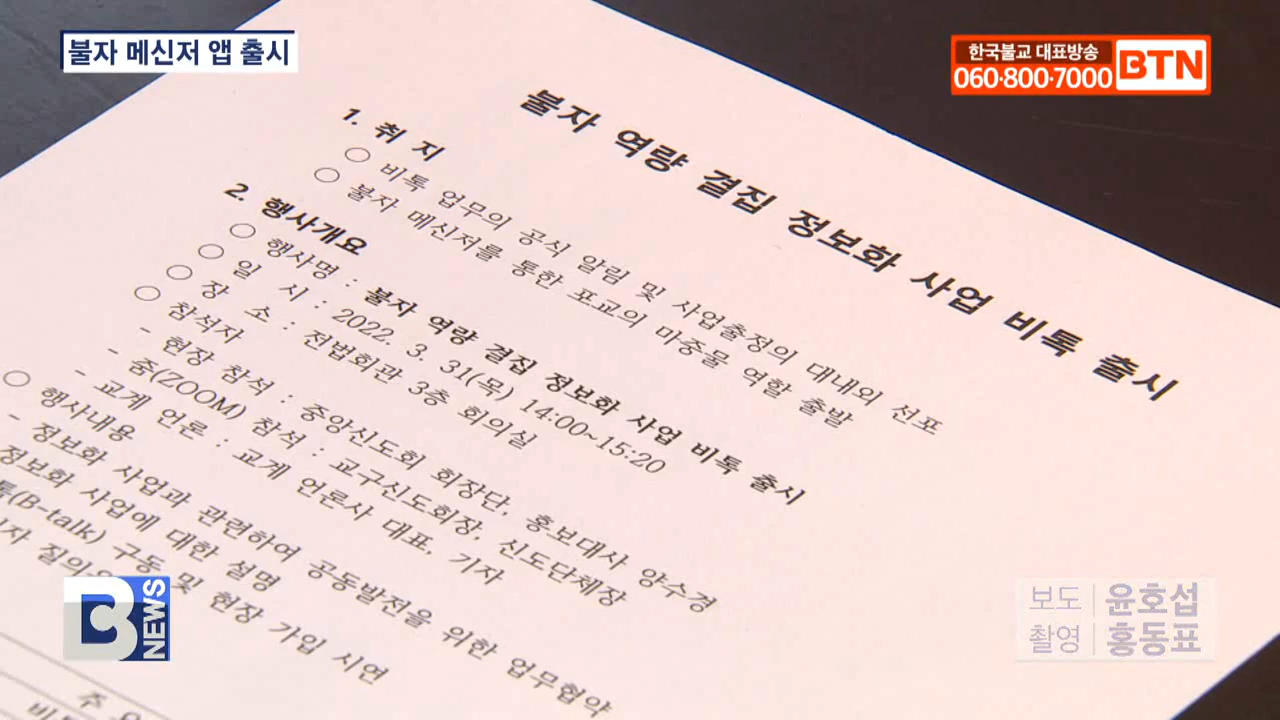 불자 메신저 앱 출시
한국불교 대표방송
060·800·7000
BTN
불자 역량 결집 정보화 사업 비톡 출시
1. 취 지
○ 비톡 업무의 공식 알림 및 사업출정의 대내외 선포
○ 불자 메신저를 통한 포교의 마중물 역할 출발
2. 행사개요
○ 행사명 : 불자 역량 결집 정보화 사업 비톡 출시
○ 일 시 : 2022. 3. 31(목) 14:00~15:20
○ 장 소 : 전법회관 3층 회의실
○ 참석자
- 현장 참석 : 중앙신도회 회장단, 홍보대사 양수경
- 줌(ZOOM) 참석 : 교구신도회장, 신도단체장
- 교계 언론 : 교계 언론사 대표, 기자
○ 행사내용
- 정보화 사업과 관련하여 공동발전을 위한 업무협약
정보화 사업에 대한 설명
톡(B-talk) 구동 및 현장 가입 시연
자 질의
주
B NEWS
보도 | 윤호섭
촬영 | 홍동표